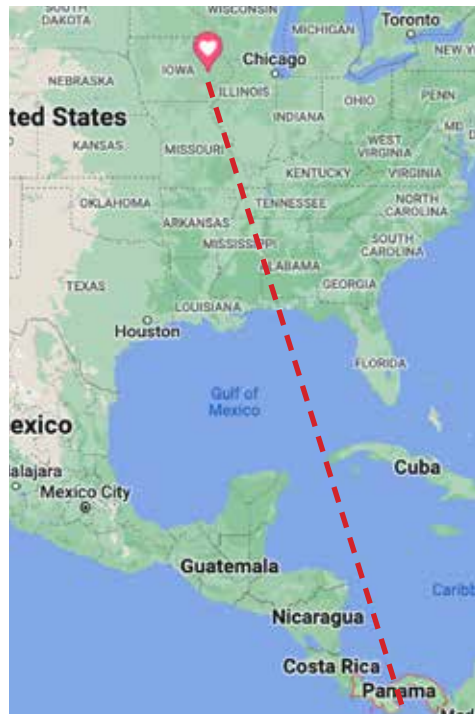 WISCONSIN
SOUTH
DAKOTA
MICHIGAN
Toronto
NEW Y
IOWA
Chicago
NEBRASKA
ILLINOIS
OHIO
PENN
INDIANA
ted States
MD
KANSAS
MISSOURI
WEST
VIRGINIA
KENTUCKY
VIRGINIA
OKLAHOMA
TENNESSEE
NORTH
CAROLINA
ARKANSAS
MISSISSIPPI
SOUTH
CAROLINA
ALABAMA
TEXAS
GEORGIA
LOUISIANA
Houston
FLORIDA
Gulf of
Mexico
exico
alajara
Cuba
Mexico City
Guatemala
Caribb
Nicaragua
Costa Rica
Panama